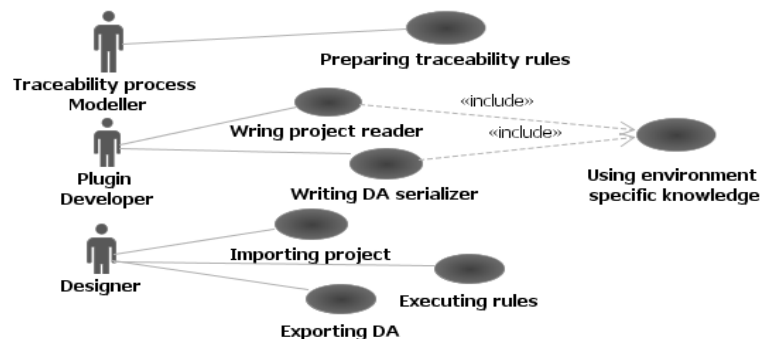 Preparing traceability rules
Traceability process
Modeller
«include»
Wring project reader
«include»
Plugin
Developer
Writing DA serializer
Using environment
specific knowledge
Importing project
Designer
Executing rules
Exporting DA